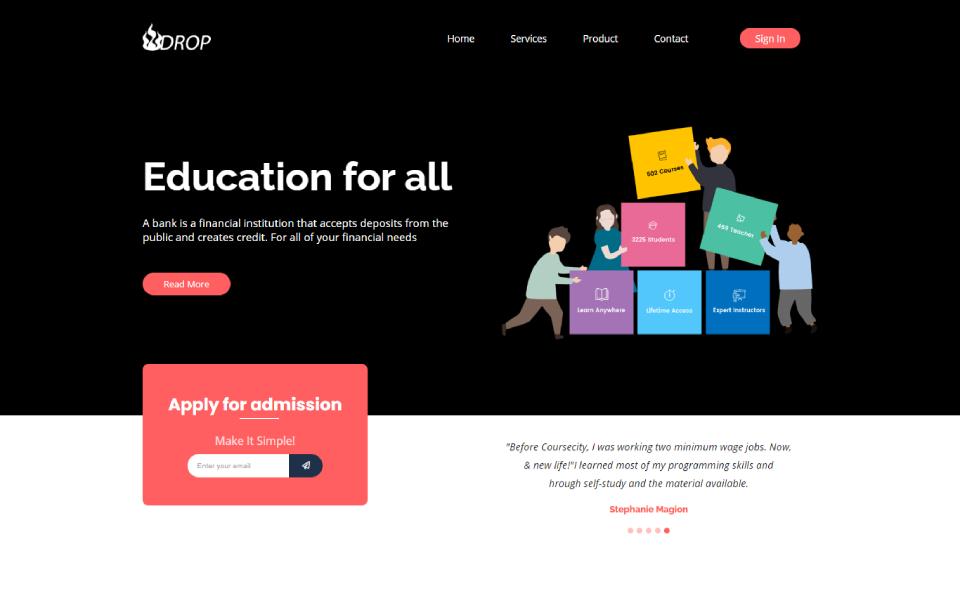 XDROP
Home
Services
Product
Contact
Sign In
Education for all
A bank is a financial institution that accepts deposits from the
public and creates credit. For all of your financial needs
Read More
502 Courses
3225 Students
459 Teacher
Learn Anywhere
Lifetime Access
Expert Instructors
Apply for admission
Make It Simple!
Enter your email
"Before Coursecity, I was working two minimum wage jobs. Now,
& new life!"I learned most of my programming skills and
hrough self-study and the material available.
Stephanie Magion